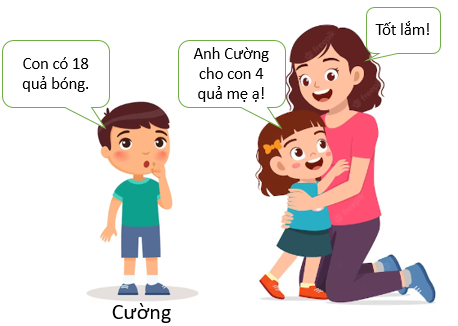 Con có 18
quả bóng.
Anh Cường
cho con 4
quả mẹ ạ!
Tốt lắm!
Cường